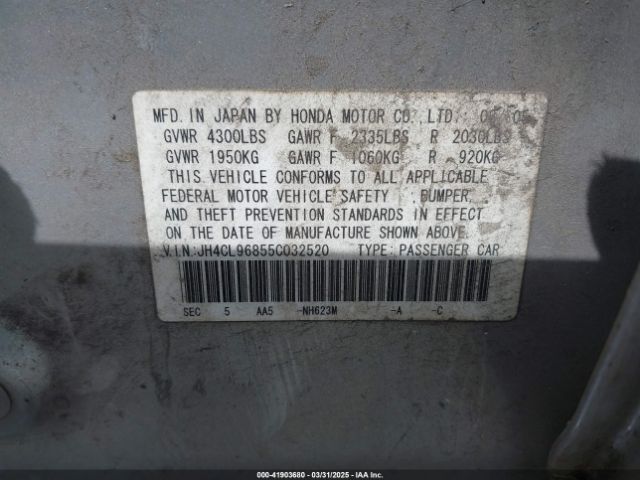 MFD. IN JAPAN BY HONDA MOTOR CO., LTD. 05
GVWR 4300LBS GAWR F 2335LBS R 2030LBS
GVWR 1950KG GAWR F 1060KG R 920KG
THIS VEHICLE CONFORMS TO ALL APPLICABLE
FEDERAL MOTOR VEHICLE SAFETY, BUMPER,
AND THEFT PREVENTION STANDARDS IN EFFECT
ON THE DATE OF MANUFACTURE SHOWN ABOVE.
V.I.N:JH4CL96855C032520 TYPE: PASSENGER CAR
SEC 5 AA5 -NH623M -A -C
000-41903680 - 03/31/2025 - IAA Inc.